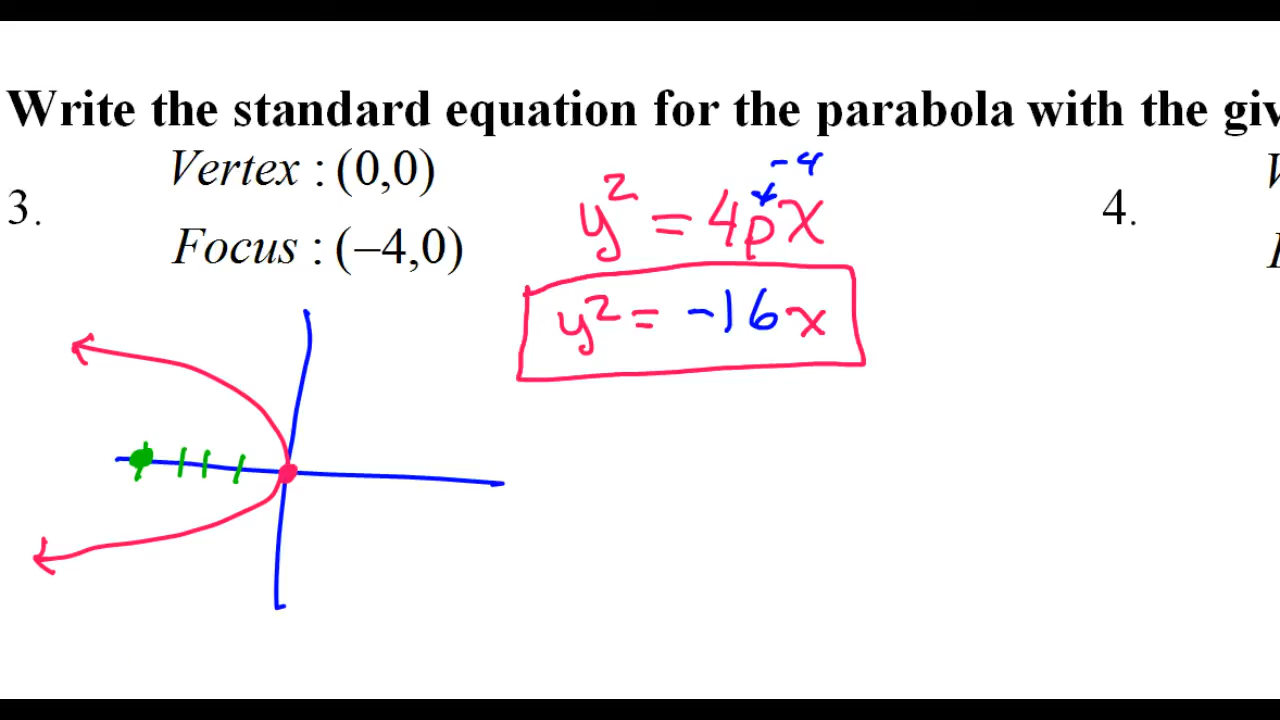 Write the standard equation for the parabola with the giv
3.
Vertex : (0,0)
Focus : (−4,0)
-4
y² = 4px
y² = -16x
4.